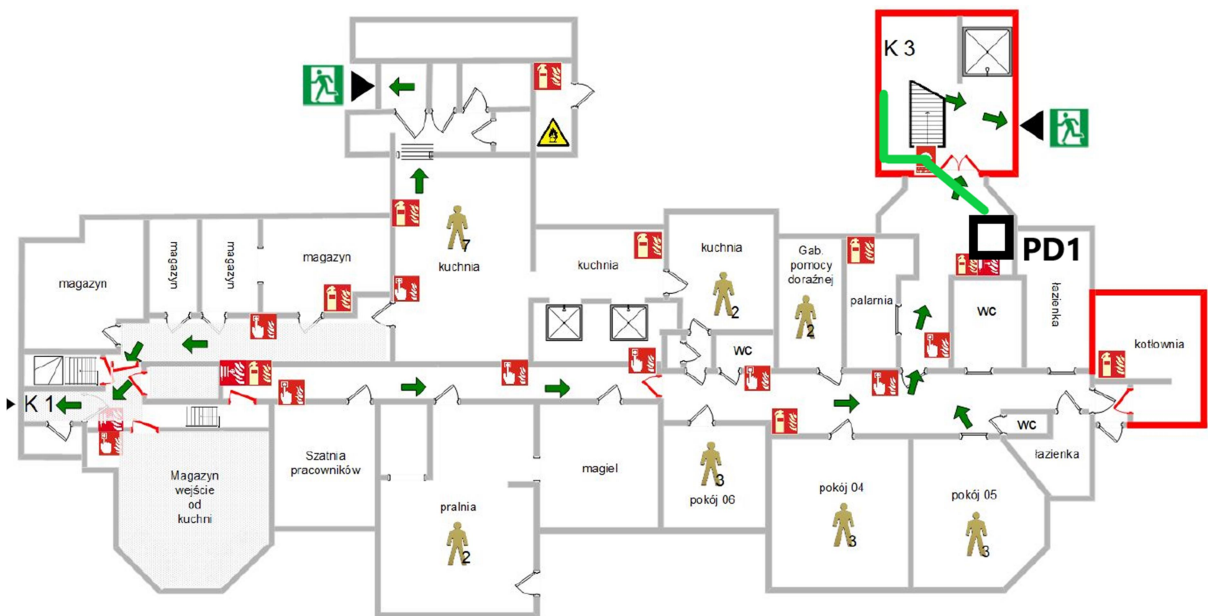 K 3
PD1
7
kuchnia
kuchnia
kuchnia
2
Gab.
pomocy
doraźnej
2
palarnia
wc
łazienka
kotłownia
magazyn
magazyn
magazyn
magazyn
wc
K 1
Magazyn
wejście
od
kuchni
Szatnia
pracowników
pralnia
2
magiel
3
pokój 06
pokój 04
3
pokój 05
3
wc
łazienka